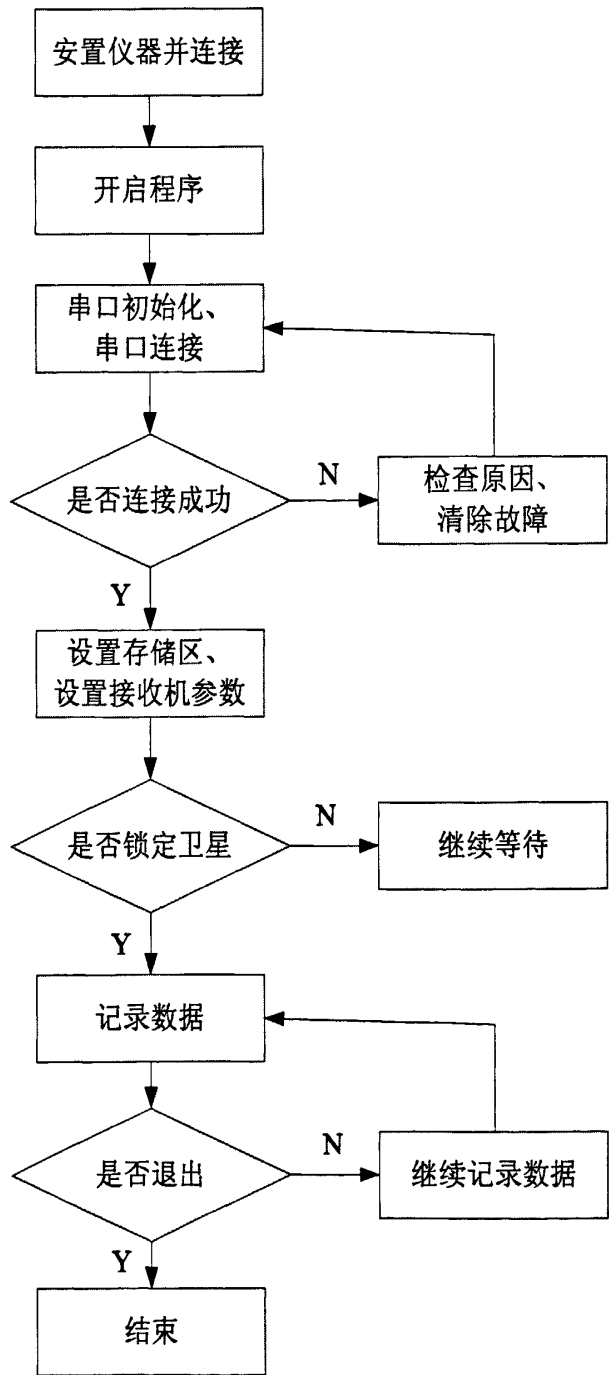 安置仪器并连接
开启程序
串口初始化、
串口连接
是否连接成功
N
检查原因、
清除故障
Y
设置存储区、
设置接收机参数
是否锁定卫星
N
继续等待
Y
记录数据
是否退出
N
继续记录数据
Y
结束